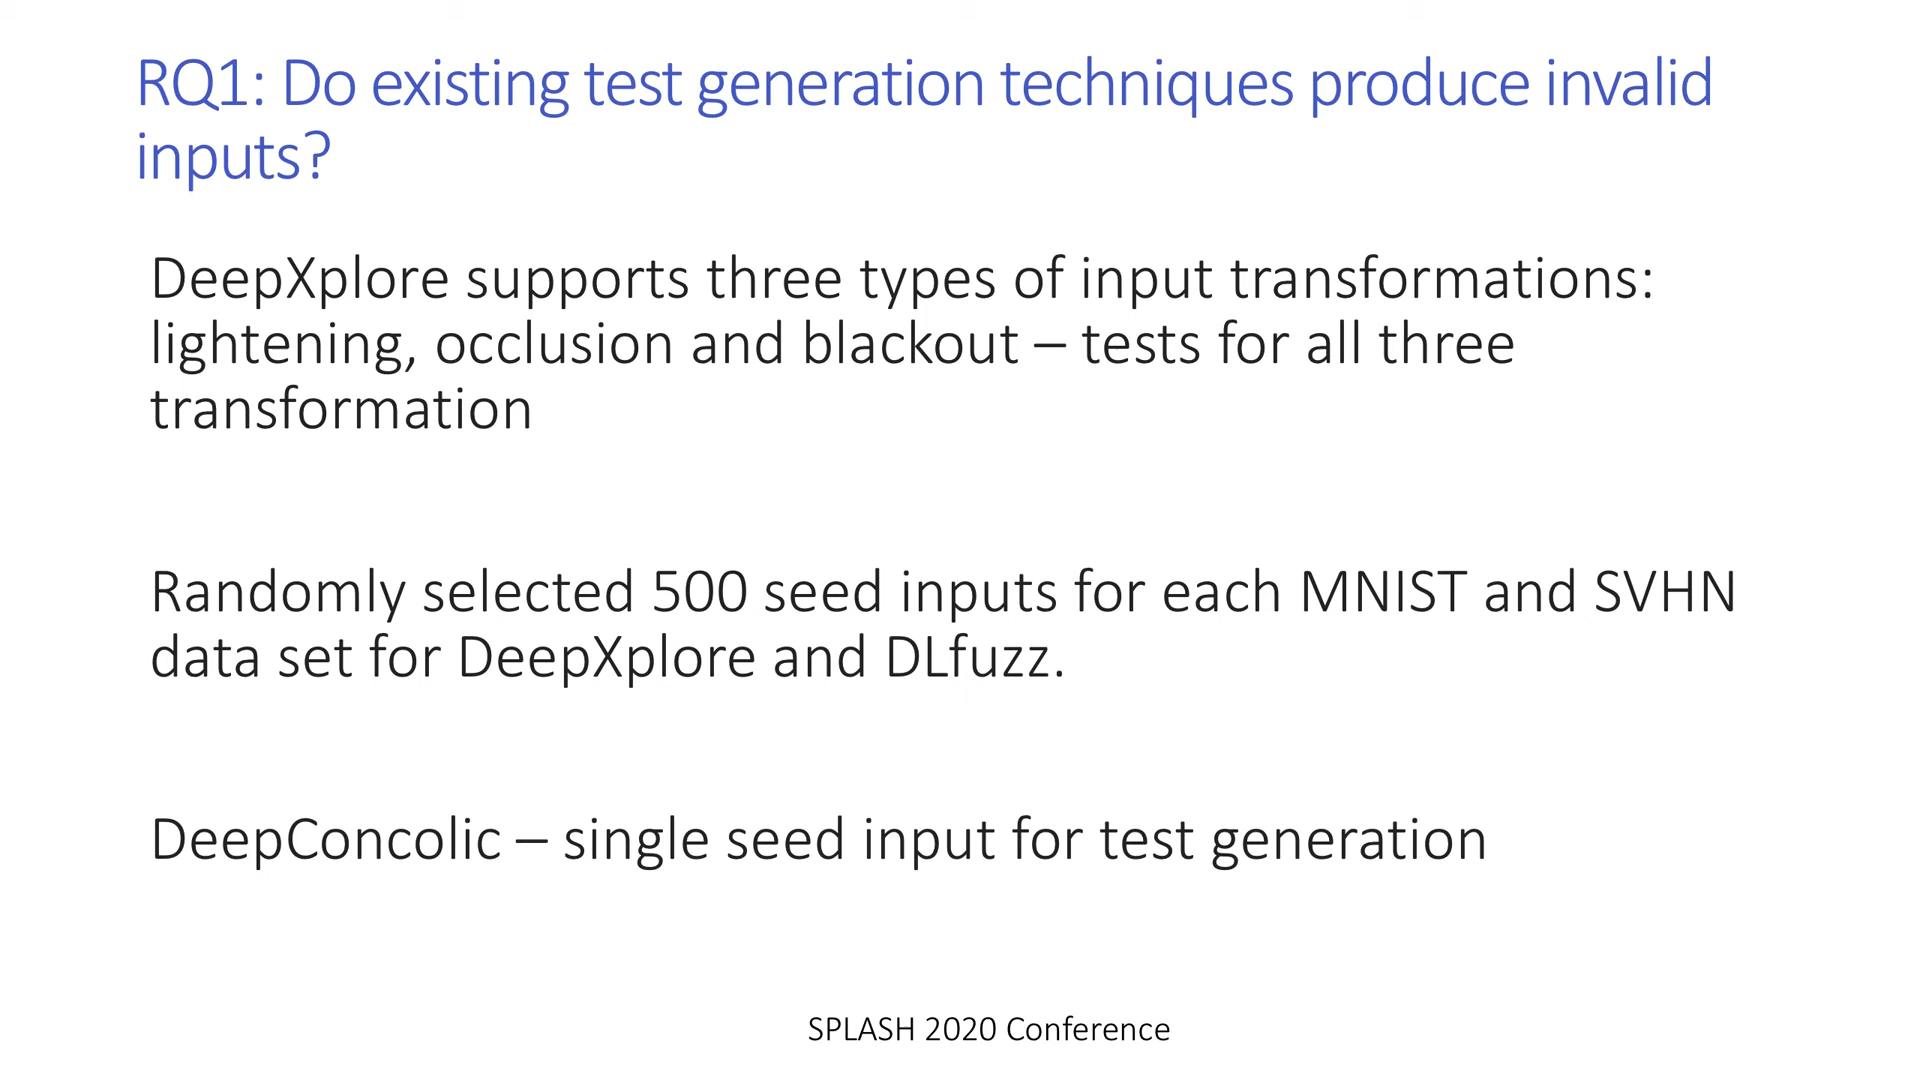 RQ1: Do existing test generation techniques produce invalid
inputs?
DeepXplore supports three types of input transformations:
lightening, occlusion and blackout – tests for all three
transformation
Randomly selected 500 seed inputs for each MNIST and SVHN
data set for DeepXplore and DLfuzz.
DeepConcolic – single seed input for test generation
SPLASH 2020 Conference